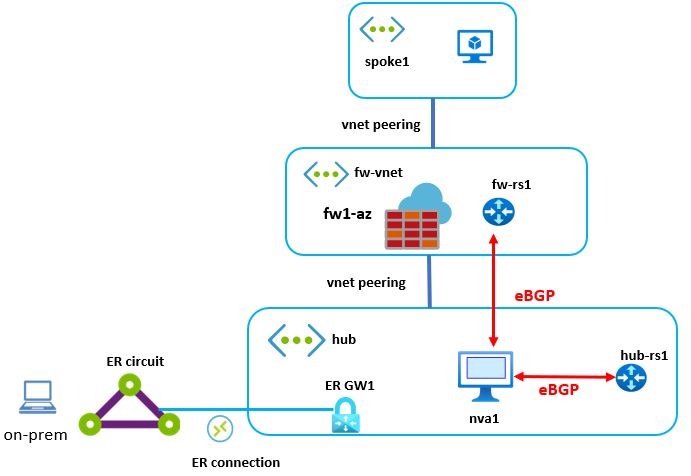 spoke1
vnet peering
fw-vnet
fw-rs1
fw1-az
vnet peering
eBGP
hub
ER circuit
hub-rs1
ER GW1
eBGP
nva1
on-prem
ER connection